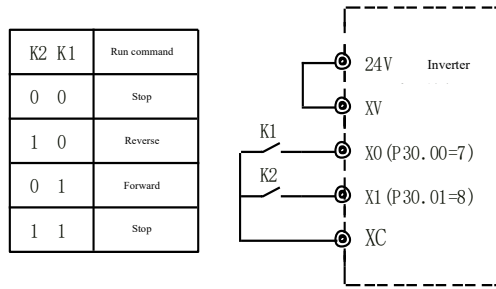 K2 K1 Run command
0 0 Stop
1 0 Reverse
0 1 Forward
1 1 Stop
24V Inverter
XV
K1
X0(P30.00=7)
K2
X1(P30.01=8)
XC